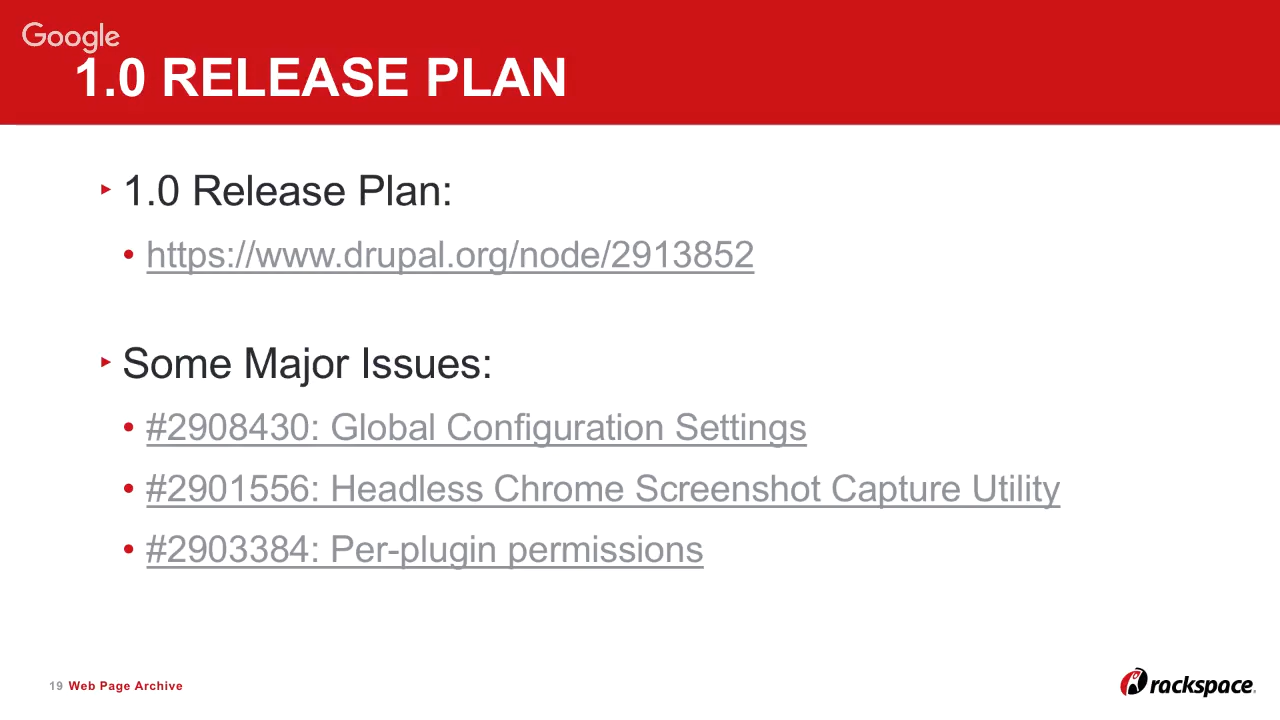 Google
1.0 RELEASE PLAN
1.0 Release Plan:
https://www.drupal.org/node/2913852
Some Major Issues:
#2908430: Global Configuration Settings
#2901556: Headless Chrome Screenshot Capture Utility
#2903384: Per-plugin permissions
19 Web Page Archive
rackspace.